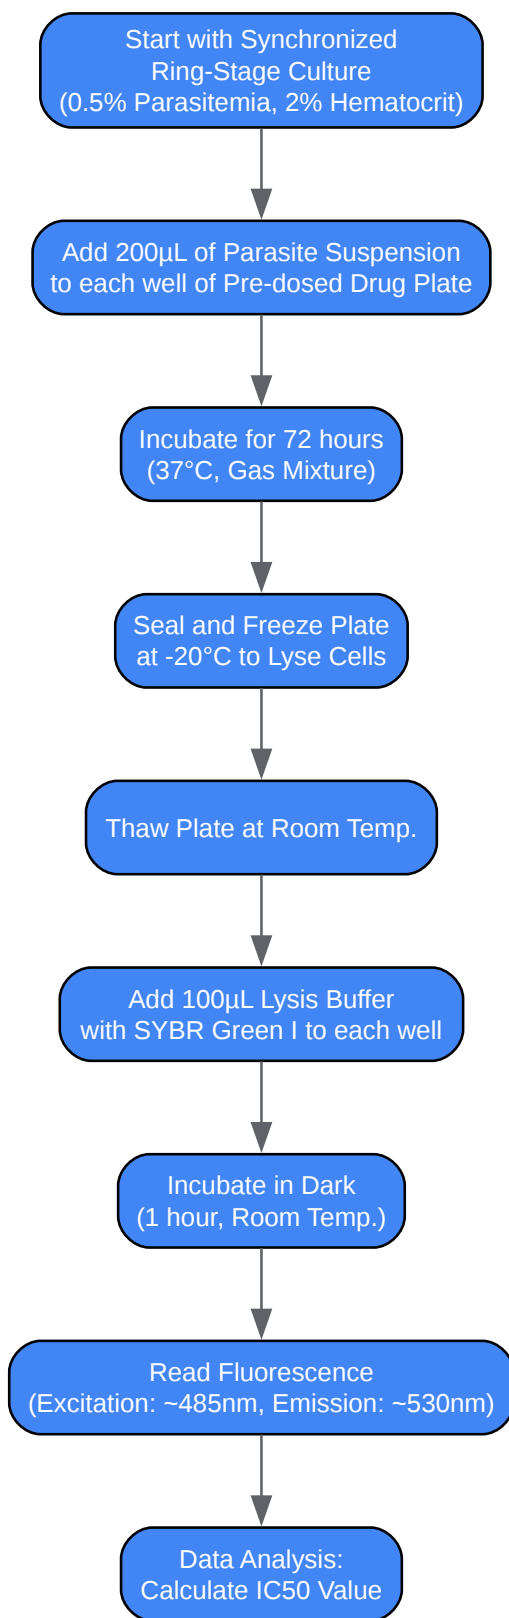 Start with Synchronized
Ring-Stage Culture
(0.5% Parasitemia, 2% Hematocrit)
Add 200µL of Parasite Suspension
to each well of Pre-dosed Drug Plate
Incubate for 72 hours
(37°C, Gas Mixture)
Seal and Freeze Plate
at -20°C to Lyse Cells
Thaw Plate at Room Temp.
Add 100µL Lysis Buffer
with SYBR Green I to each well
Incubate in Dark
(1 hour, Room Temp.)
Read Fluorescence
(Excitation: ~485nm, Emission: ~530nm)
Data Analysis:
Calculate IC50 Value